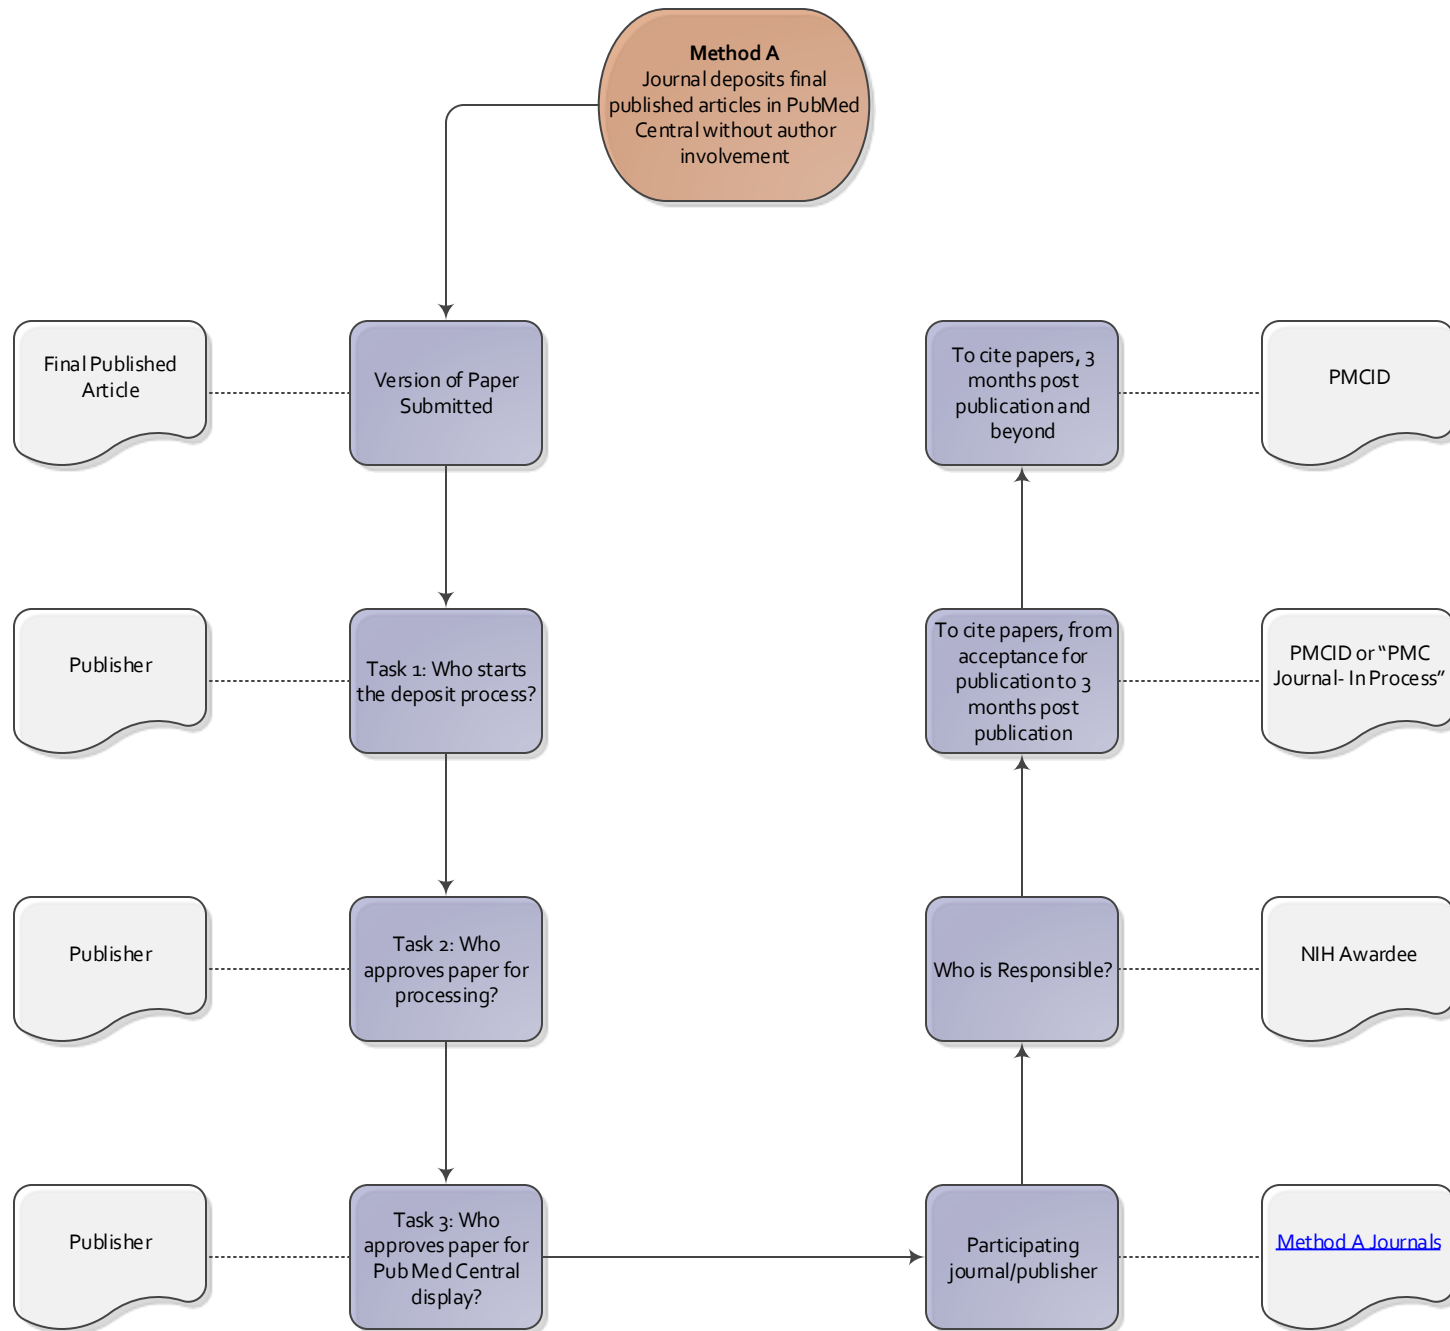 Method A
Journal deposits final
published articles in PubMed
Central without author
involvement
Final Published
Article
Version of Paper
Submitted
To cite papers, 3
months post
publication and
beyond
PMCID
Publisher
Task 1: Who starts
the deposit process?
To cite papers, from
acceptance for
publication to 3
months post
publication
PMCID or “PMC
Journal- In Process”
Publisher
Task 2: Who
approves paper for
processing?
Who is Responsible?
NIH Awardee
Publisher
Task 3: Who
approves paper for
PubMed Central
display?
Participating
journal/publisher
Method A Journals